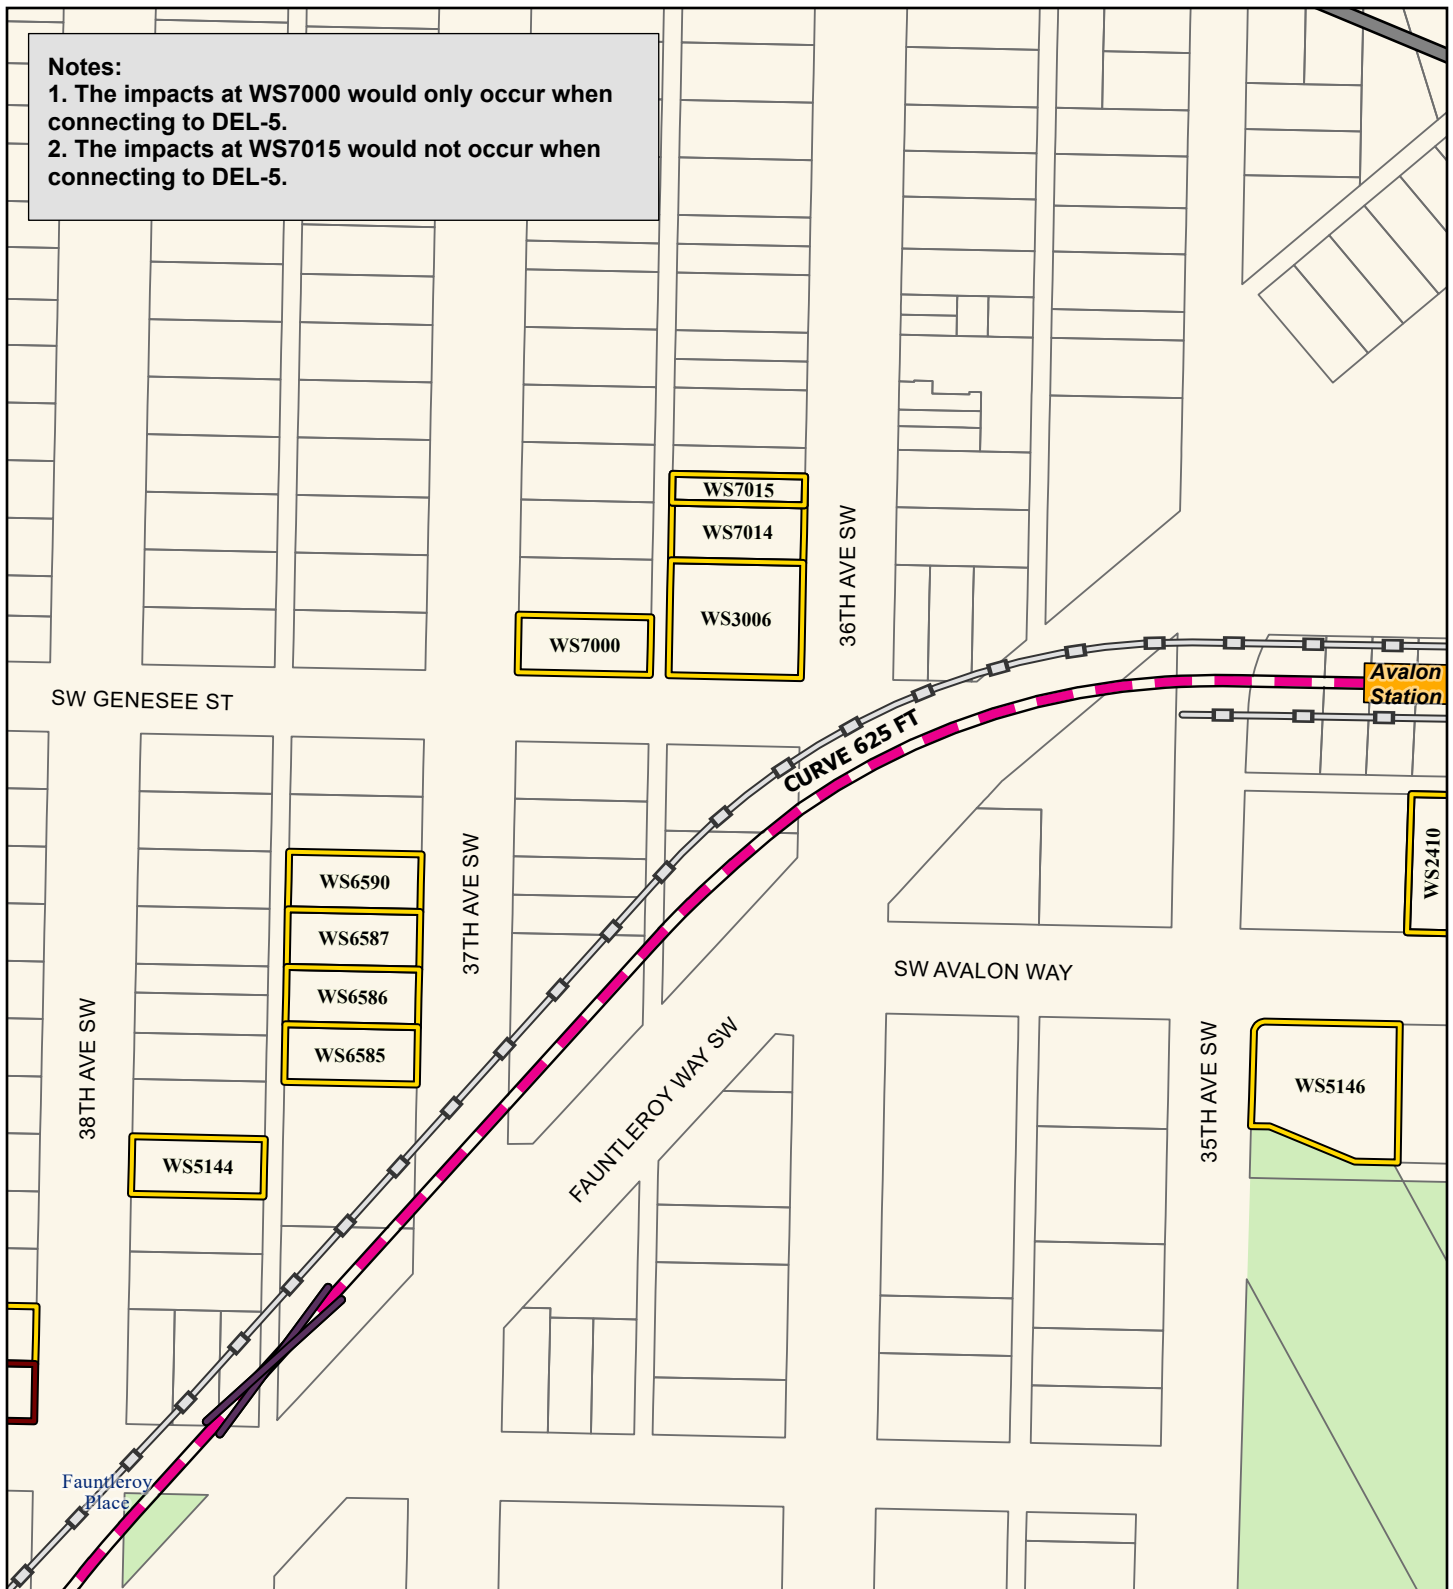 Notes:
1. The impacts at WS7000 would only occur when
connecting to DEL-5.
2. The impacts at WS7015 would not occur when
connecting to DEL-5.
WS7015
WS7014
WS3006
WS7000
36TH AVE SW
SW GENESEE ST
Avalon
Station
CURVE 625 FT
WS2410
WS6590
WS6587
WS6586
WS6585
37TH AVE SW
SW AVALON WAY
38TH AVE SW
FAUNTLEROY WAY SW
35TH AVE SW
WS5146
WS5144
Fauntleroy
Place